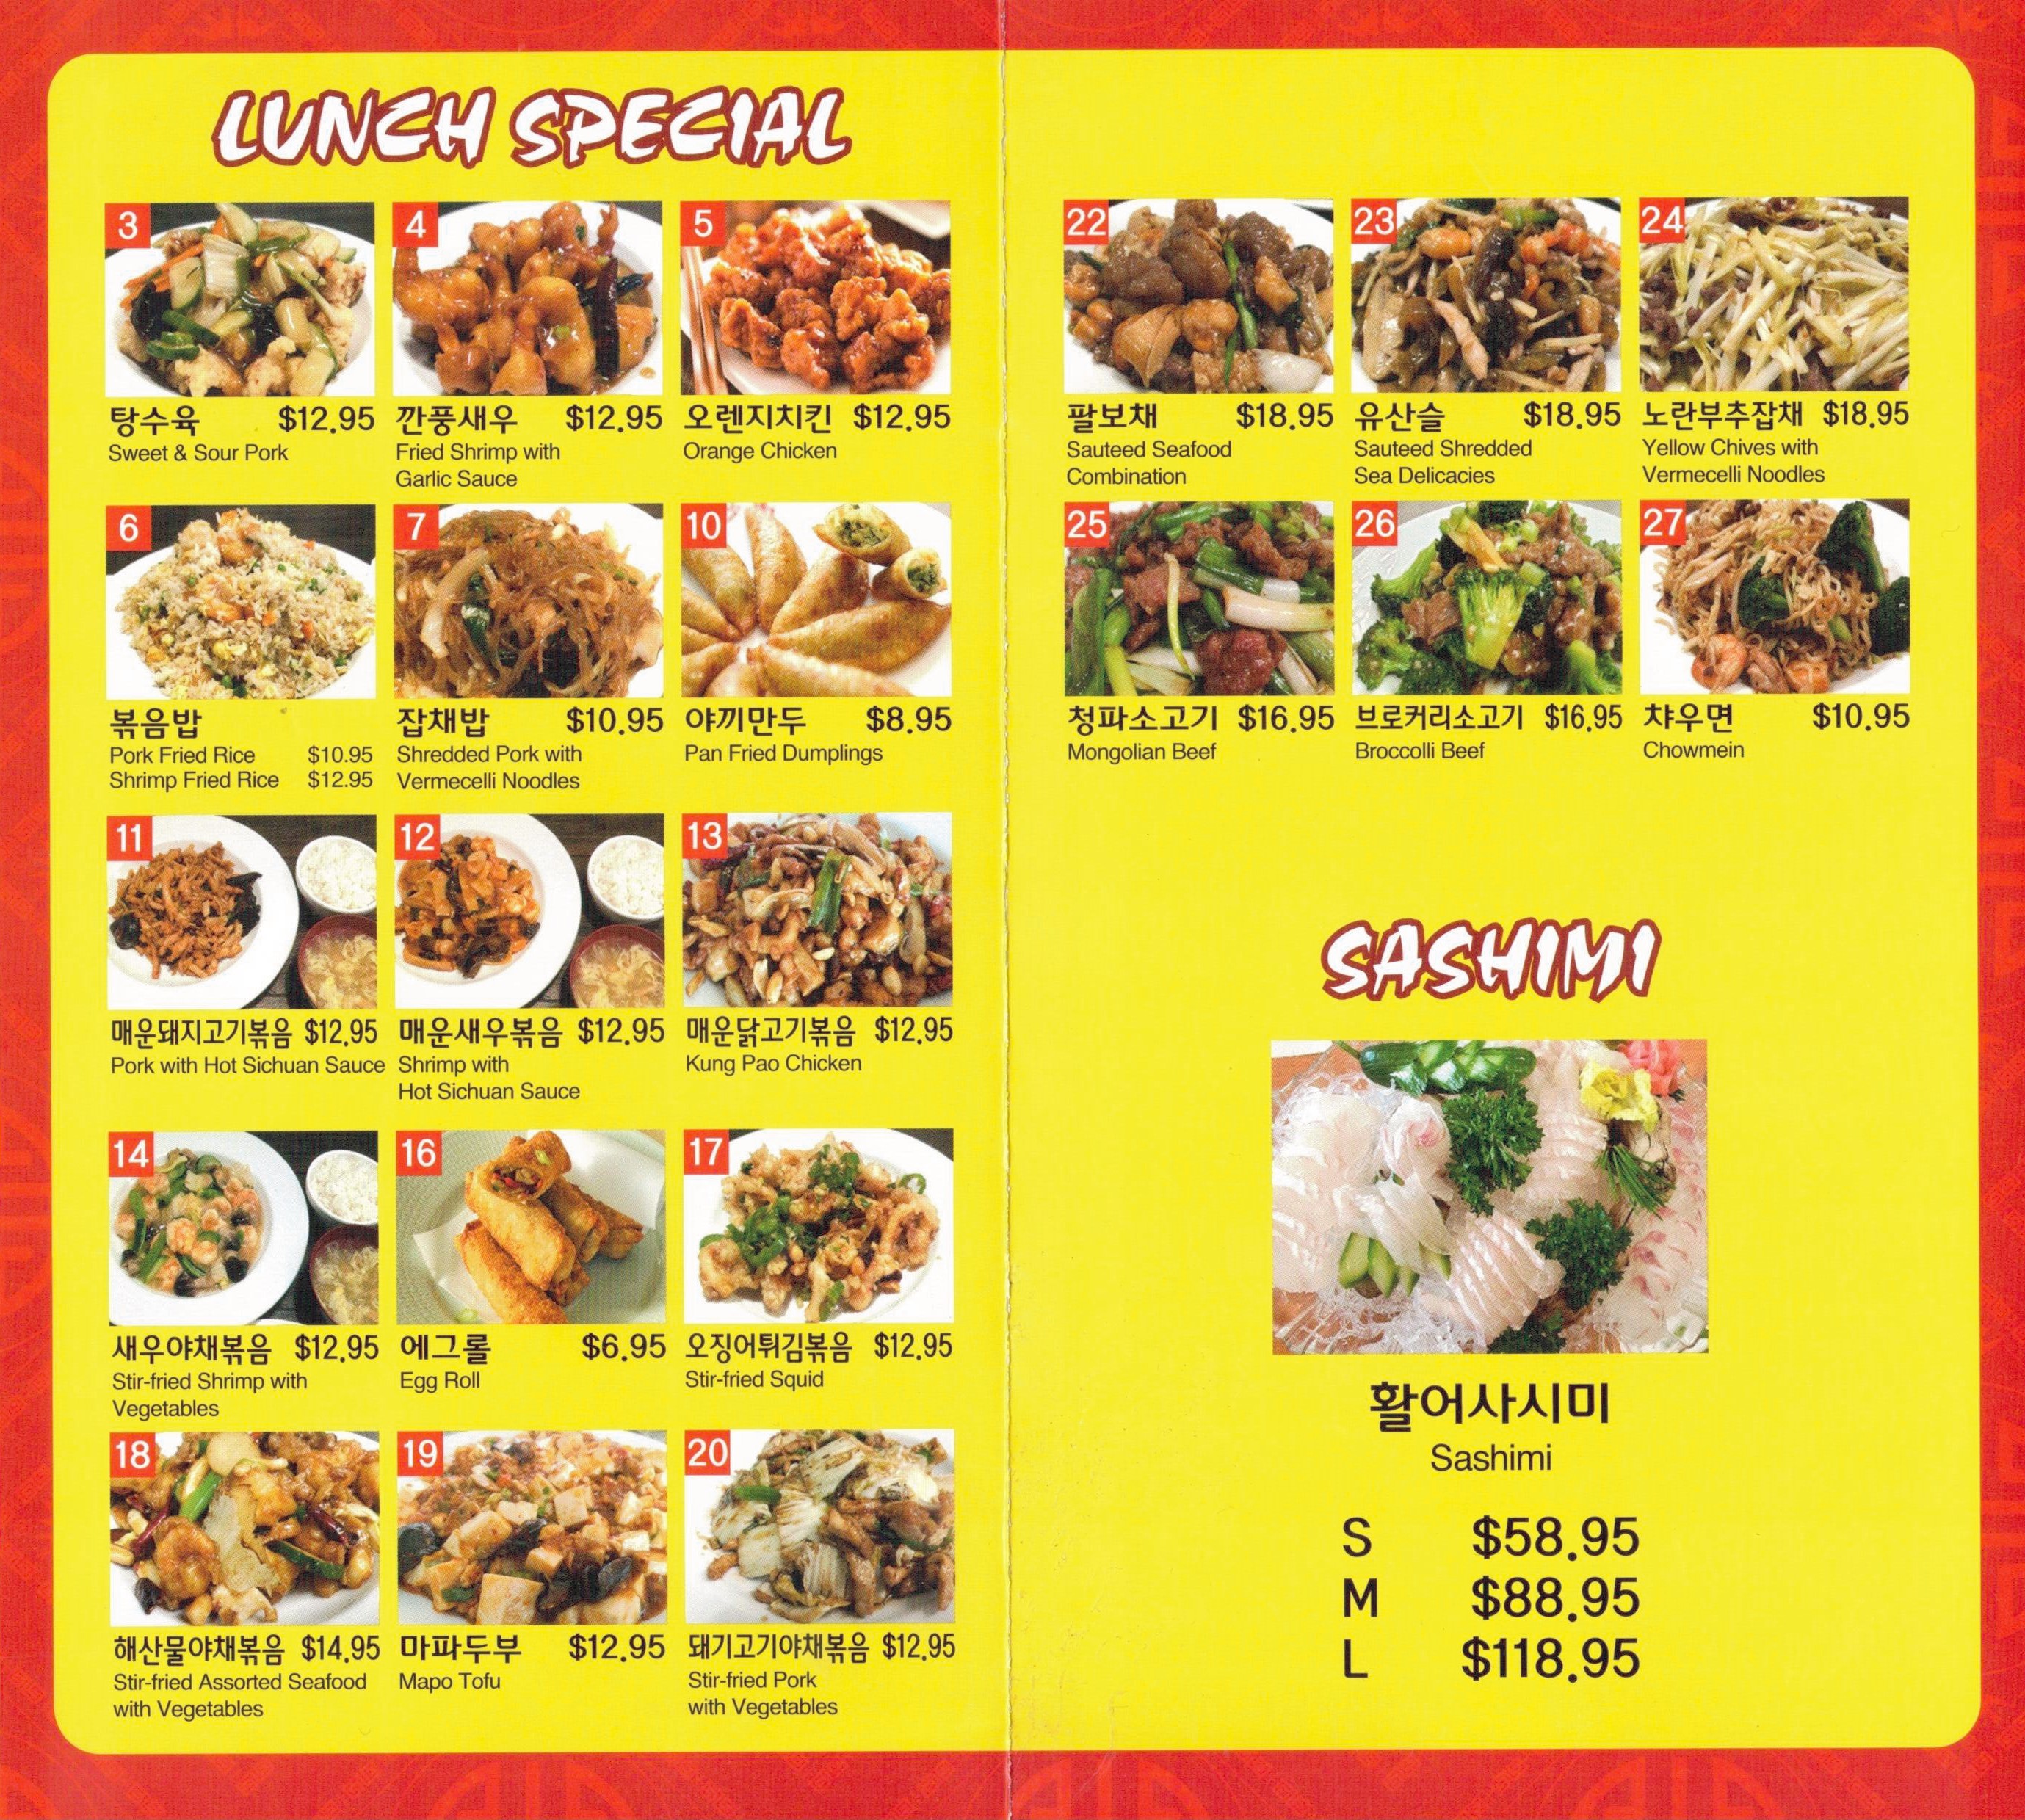 LUNCH SPECIAL
3
탕수육 $12.95
Sweet & Sour Pork
4
깐풍새우 $12.95
Fried Shrimp with
Garlic Sauce
5
오렌지치킨 $12.95
Orange Chicken
6
볶음밥
Pork Fried Rice $10.95
Shrimp Fried Rice $12.95
7
잡채밥 $10.95
Shredded Pork with
Vermecelli Noodles
10
야끼만두 $8.95
Pan Fried Dumplings
11
매운돼지고기볶음 $12.95
Pork with Hot Sichuan Sauce
12
매운새우볶음 $12.95
Shrimp with
Hot Sichuan Sauce
13
매운닭고기볶음 $12.95
Kung Pao Chicken
14
새우야채볶음 $12.95
Stir-fried Shrimp with
Vegetables
16
에그롤 $6.95
Egg Roll
17
오징어튀김볶음 $12.95
Stir-fried Squid
18
해산물야채볶음 $14.95
Stir-fried Assorted Seafood
with Vegetables
19
마파두부 $12.95
Mapo Tofu
20
돼기고기야채볶음 $12.95
Stir-fried Pork
with Vegetables
22
팔보채 $18.95
Sauteed Seafood
Combination
23
유산슬 $18.95
Sauteed Shredded
Sea Delicacies
24
노란부추잡채 $18.95
Yellow Chives with
Vermecelli Noodles
25
청파소고기 $16.95
Mongolian Beef
26
브로커리소고기 $16.95
Broccolli Beef
27
챠우면 $10.95
Chowmein
SASHIMI
활어사시미
Sashimi
S $58.95
M $88.95
L $118.95